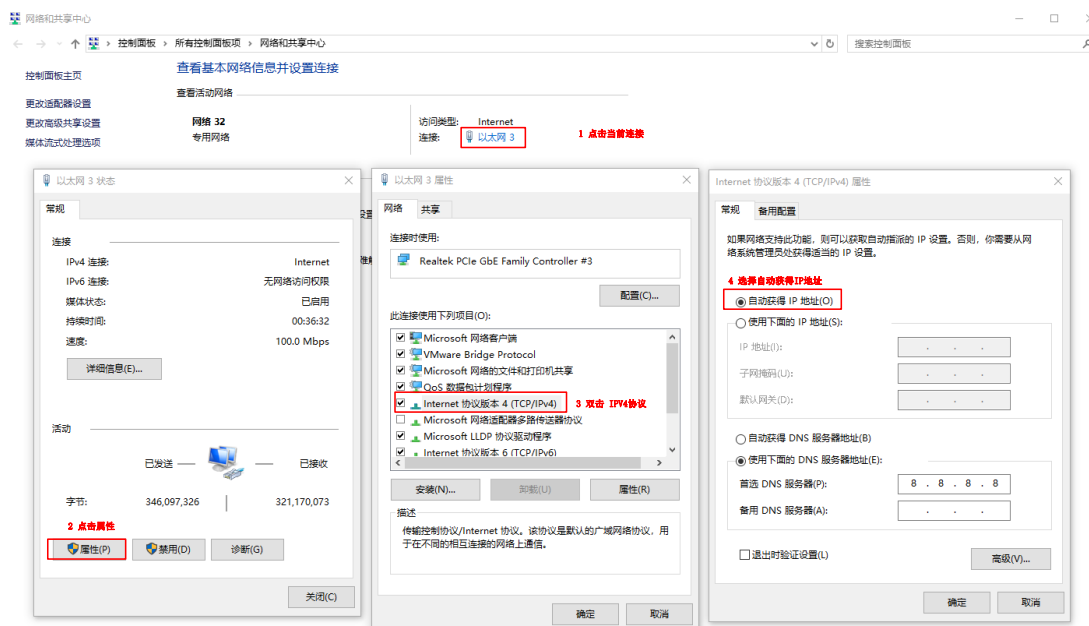 网络和共享中心
控制面板 › 所有控制面板项 › 网络和共享中心
搜索控制面板
控制面板主页
更改适配器设置
更改高级共享设置
媒体流式处理选项
查看基本网络信息并设置连接
查看活动网络
网络 32
专用网络
访问类型: Internet
连接: 以太网 3
1 点击当前连接
以太网 3 状态
常规
连接
IPv4 连接: Internet
IPv6 连接: 无网络访问权限
媒体状态: 已启用
持续时间: 00:36:32
速度: 100.0 Mbps
详细信息(E)...
活动
已发送 — — 已接收
字节: 346,097,326 321,170,073
2 点击属性
属性(P) 禁用(D) 诊断(G)
关闭(C)
以太网 3 属性
网络 共享
连接时使用:
Realtek PCIe GbE Family Controller #3
配置(C)...
此连接使用下列项目(O):
Microsoft 网络客户端
VMware Bridge Protocol
Microsoft 网络的文件和打印机共享
QoS 数据包计划程序
Internet 协议版本 4 (TCP/IPv4)
3 双击 IPV4协议
Microsoft 网络适配器多路传送器协议
Microsoft LLDP 协议驱动程序
Internet 协议版本 6 (TCP/IPv6)
安装(N)... 卸载(U) 属性(R)
描述
传输控制协议/Internet 协议。该协议是默认的广域网络协议，用
于在不同的相互连接的网络上通信。
确定 取消
Internet 协议版本 4 (TCP/IPv4) 属性
常规 备用配置
如果网络支持此功能，则可以获取自动指派的 IP 设置。否则，你需要从网
络系统管理员处获得适当的 IP 设置。
4 选择自动获得IP地址
自动获得 IP 地址(O)
使用下面的 IP 地址(S):
IP 地址(I):
子网掩码(U):
默认网关(D):
自动获得 DNS 服务器地址(B)
使用下面的 DNS 服务器地址(E):
首选 DNS 服务器(P): 8 . 8 . 8 . 8
备用 DNS 服务器(A):
退出时验证设置(L)
高级(V)...
确定 取消